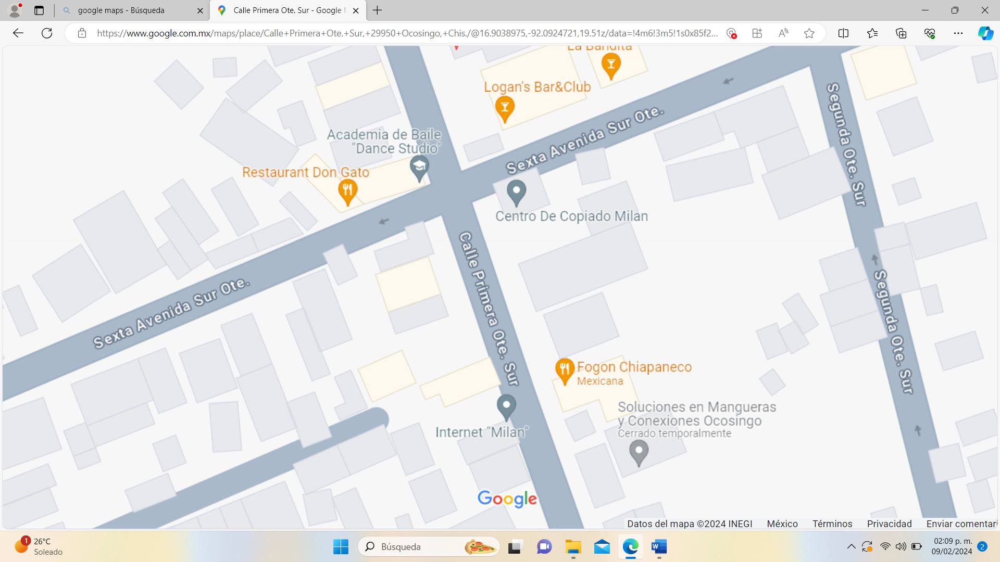 google maps - Búsqueda
Calle Primera Ote. Sur - Google M
https://www.google.com.mx/maps/place/Calle+Primera+Ote.+Sur,+29950+Ocosingo,+Chis./@16.9038975,-92.0924721,19.51z/data=!4m6!3m5!1s0x85f2...
La Bandita
Logan's Bar&Club
Sexta Avenida Sur Ote.
Segunda Ote. Sur
Academia de Baile
"Dance Studio"
Restaurant Don Gato
Centro De Copiado Milan
Calle Primera Ote. Sur
Sexta Avenida Sur Ote.
Segunda Ote. Sur
Fogon Chiapaneco
Mexicana
Soluciones en Mangueras
y Conexiones Ocosingo
Cerrado temporalmente
Internet "Milan"
Google
Datos del mapa ©2024 INEGI México Términos Privacidad Enviar comentari
1
26°C
Soleado
Búsqueda
02:09 p. m.
09/02/2024
2